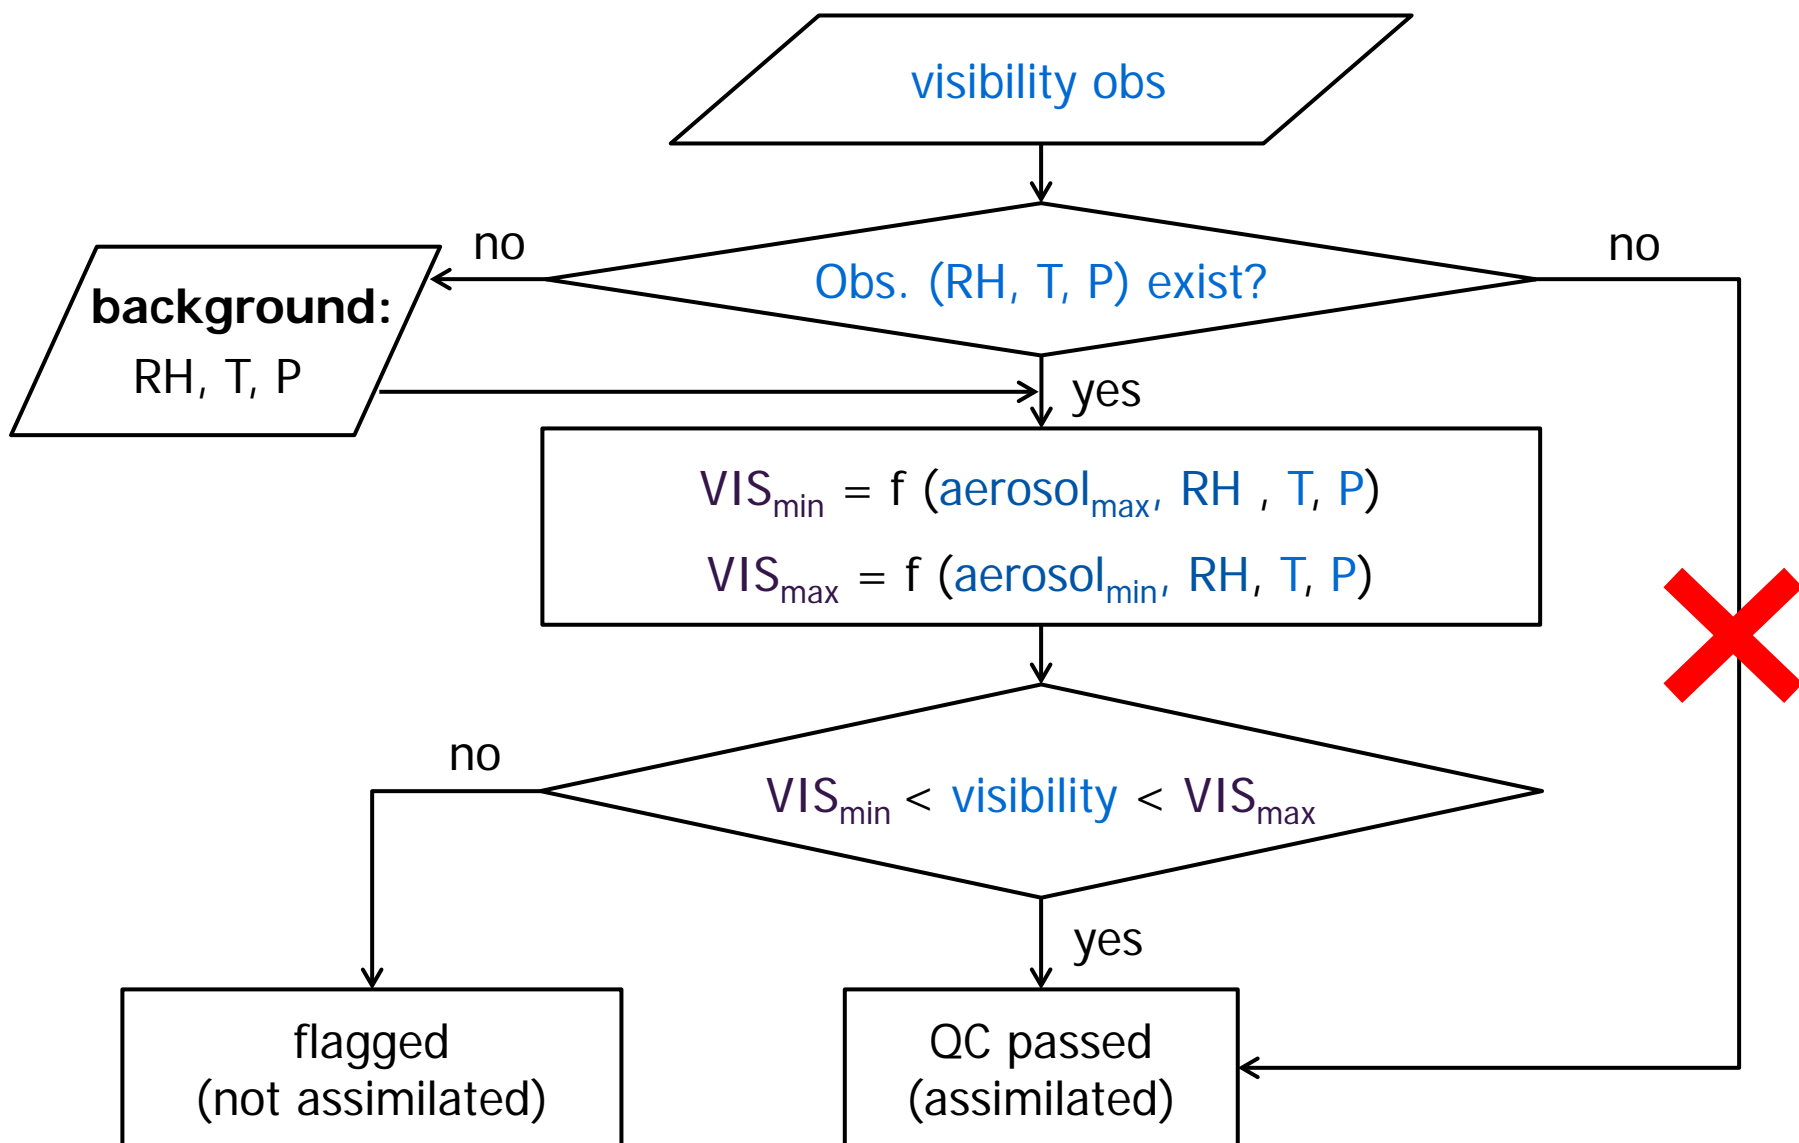 visibility obs
no
no
Obs. (RH, T, P) exist?
background:
RH, T, P
yes
VISmin = f (aerosolmax, RH , T, P)
VISmax = f (aerosolmin, RH, T, P)
no
VISmin < visibility < VISmax
yes
flagged
(not assimilated)
QC passed
(assimilated)